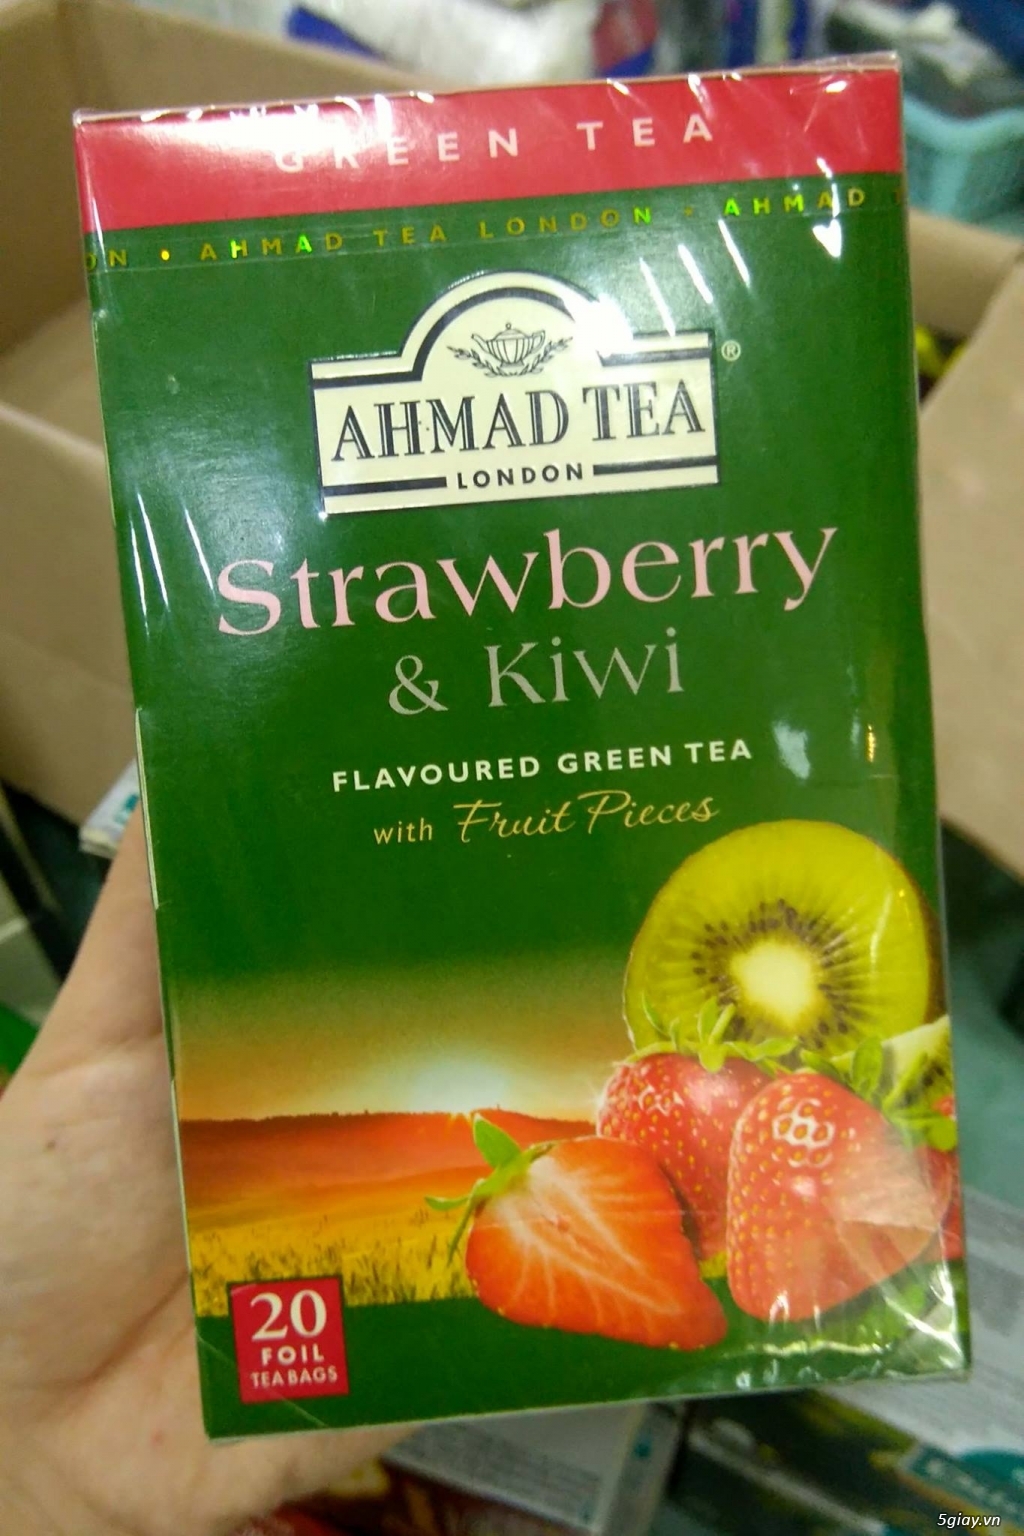 GREEN TEA
ON • AHMAD TEA LONDON • AHMAD T
AHMAD TEA ®
LONDON
Strawberry
& Kiwi
FLAVOURED GREEN TEA
with Fruit Pieces
20
FOIL
TEA BAGS
5giay.vn